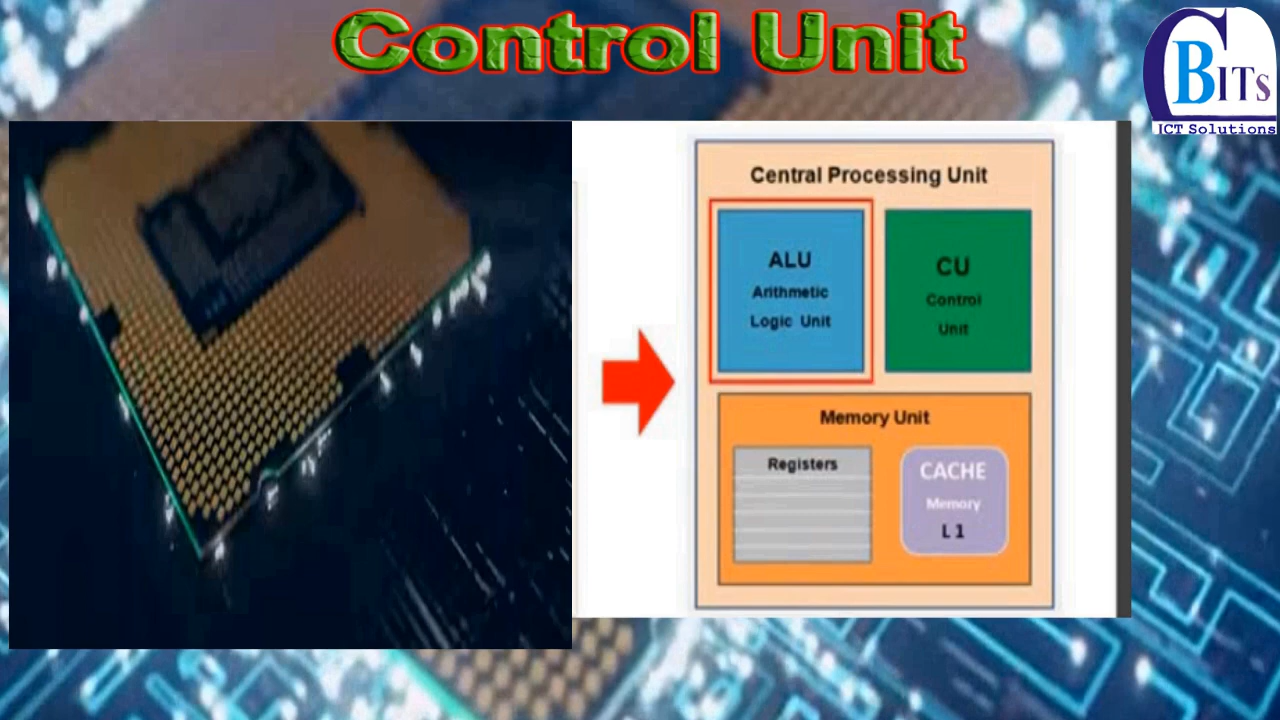 Control Unit
CBITs
ICT Solutions
Central Processing Unit
ALU
Arithmetic
Logic Unit
CU
Control
Unit
Memory Unit
Registers
CACHE
Memory
L 1